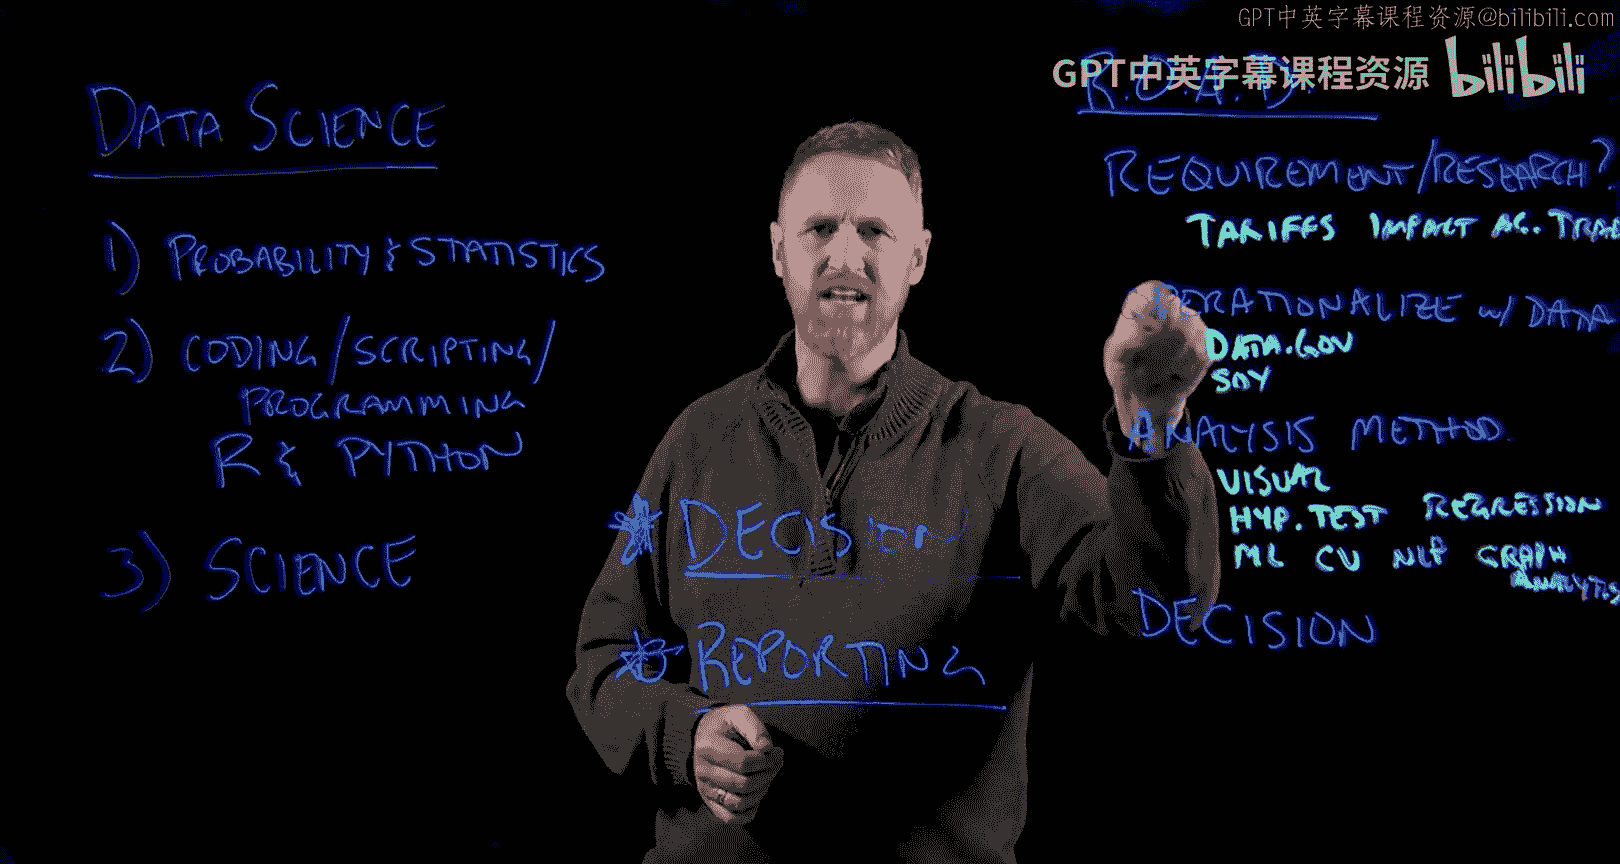 GPT中英字幕课程资源@bilibili.com
GPT中英字幕课程资源 bilibili
DATA SCIENCE
1) PROBABILITY & STATISTICS
2) CODING/SCRIPTING/
PROGRAMMING
R & PYTHON
3) SCIENCE
* DECISION
* REPORTING
R.O.A.D.
REQUIREMENT/RESEARCH?
TARIFFS IMPACT AG.
OPERATIONALIZE W/ DATA
DATA.GOV
SOY
ANALYSIS METHOD.
VISUAL
HYP. TEST REGRESSION
ML CV NLP GRAPH
ANALYTICS
DECISION